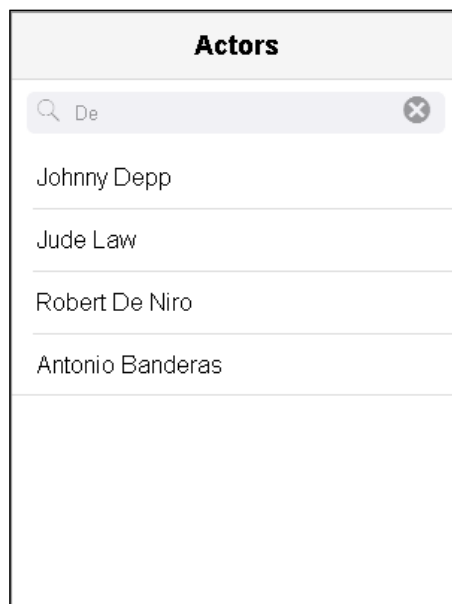 Actors
De
Johnny Depp
Jude Law
Robert De Niro
Antonio Banderas